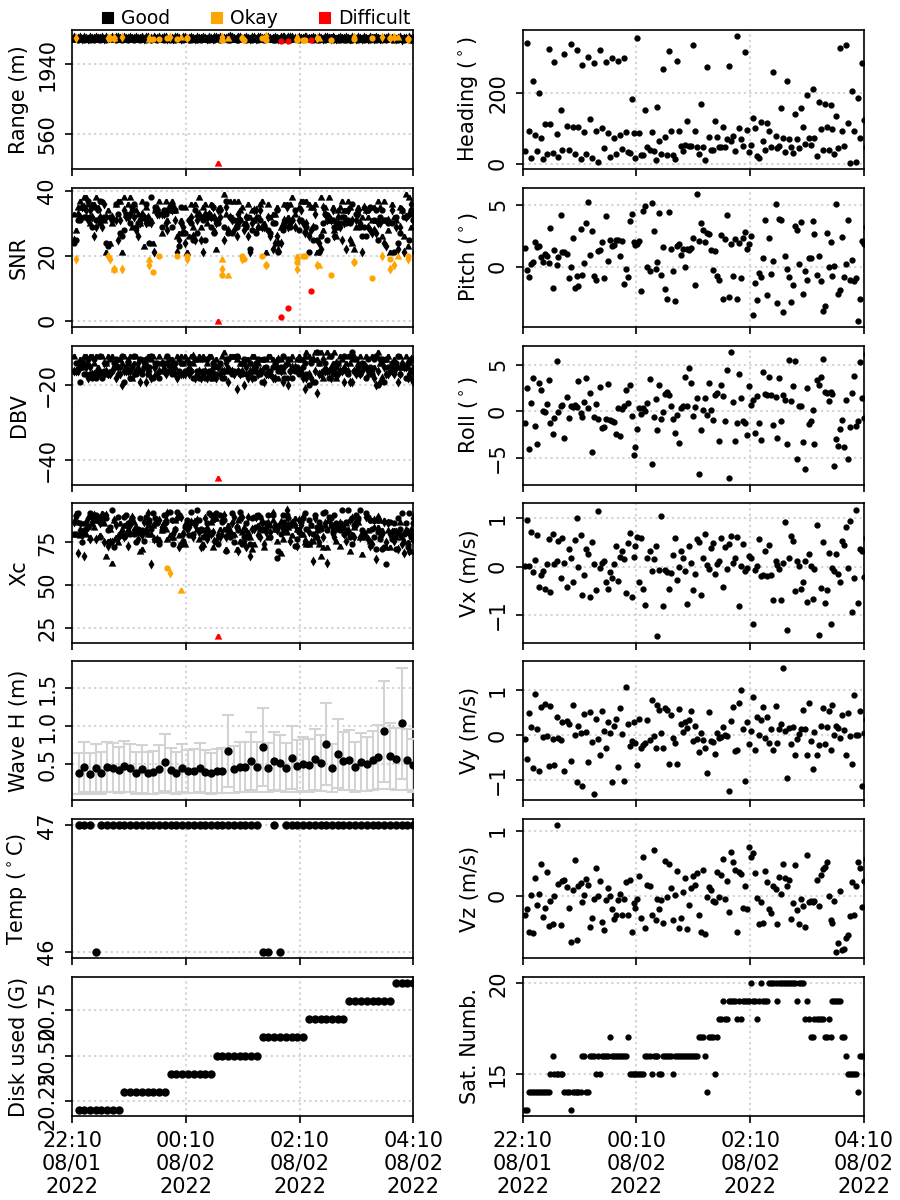 Good Okay Difficult
Range (m)
1940
560
Heading (°)
200
0
SNR
40
20
0
Pitch (°)
5
0
DBV
−20
−40
Roll (°)
5
0
−5
Xc
75
50
25
Vx (m/s)
1
0
−1
Wave H (m)
1.5
1.0
0.5
Vy (m/s)
1
0
−1
Temp (°C)
47
46
Vz (m/s)
1
0
Disk used (G)
20.75
20.50
20.25
Sat. Numb.
20
15
22:10 00:10 02:10 04:10
08/01 08/02 08/02 08/02
2022 2022 2022 2022
22:10 00:10 02:10 04:10
08/01 08/02 08/02 08/02
2022 2022 2022 2022